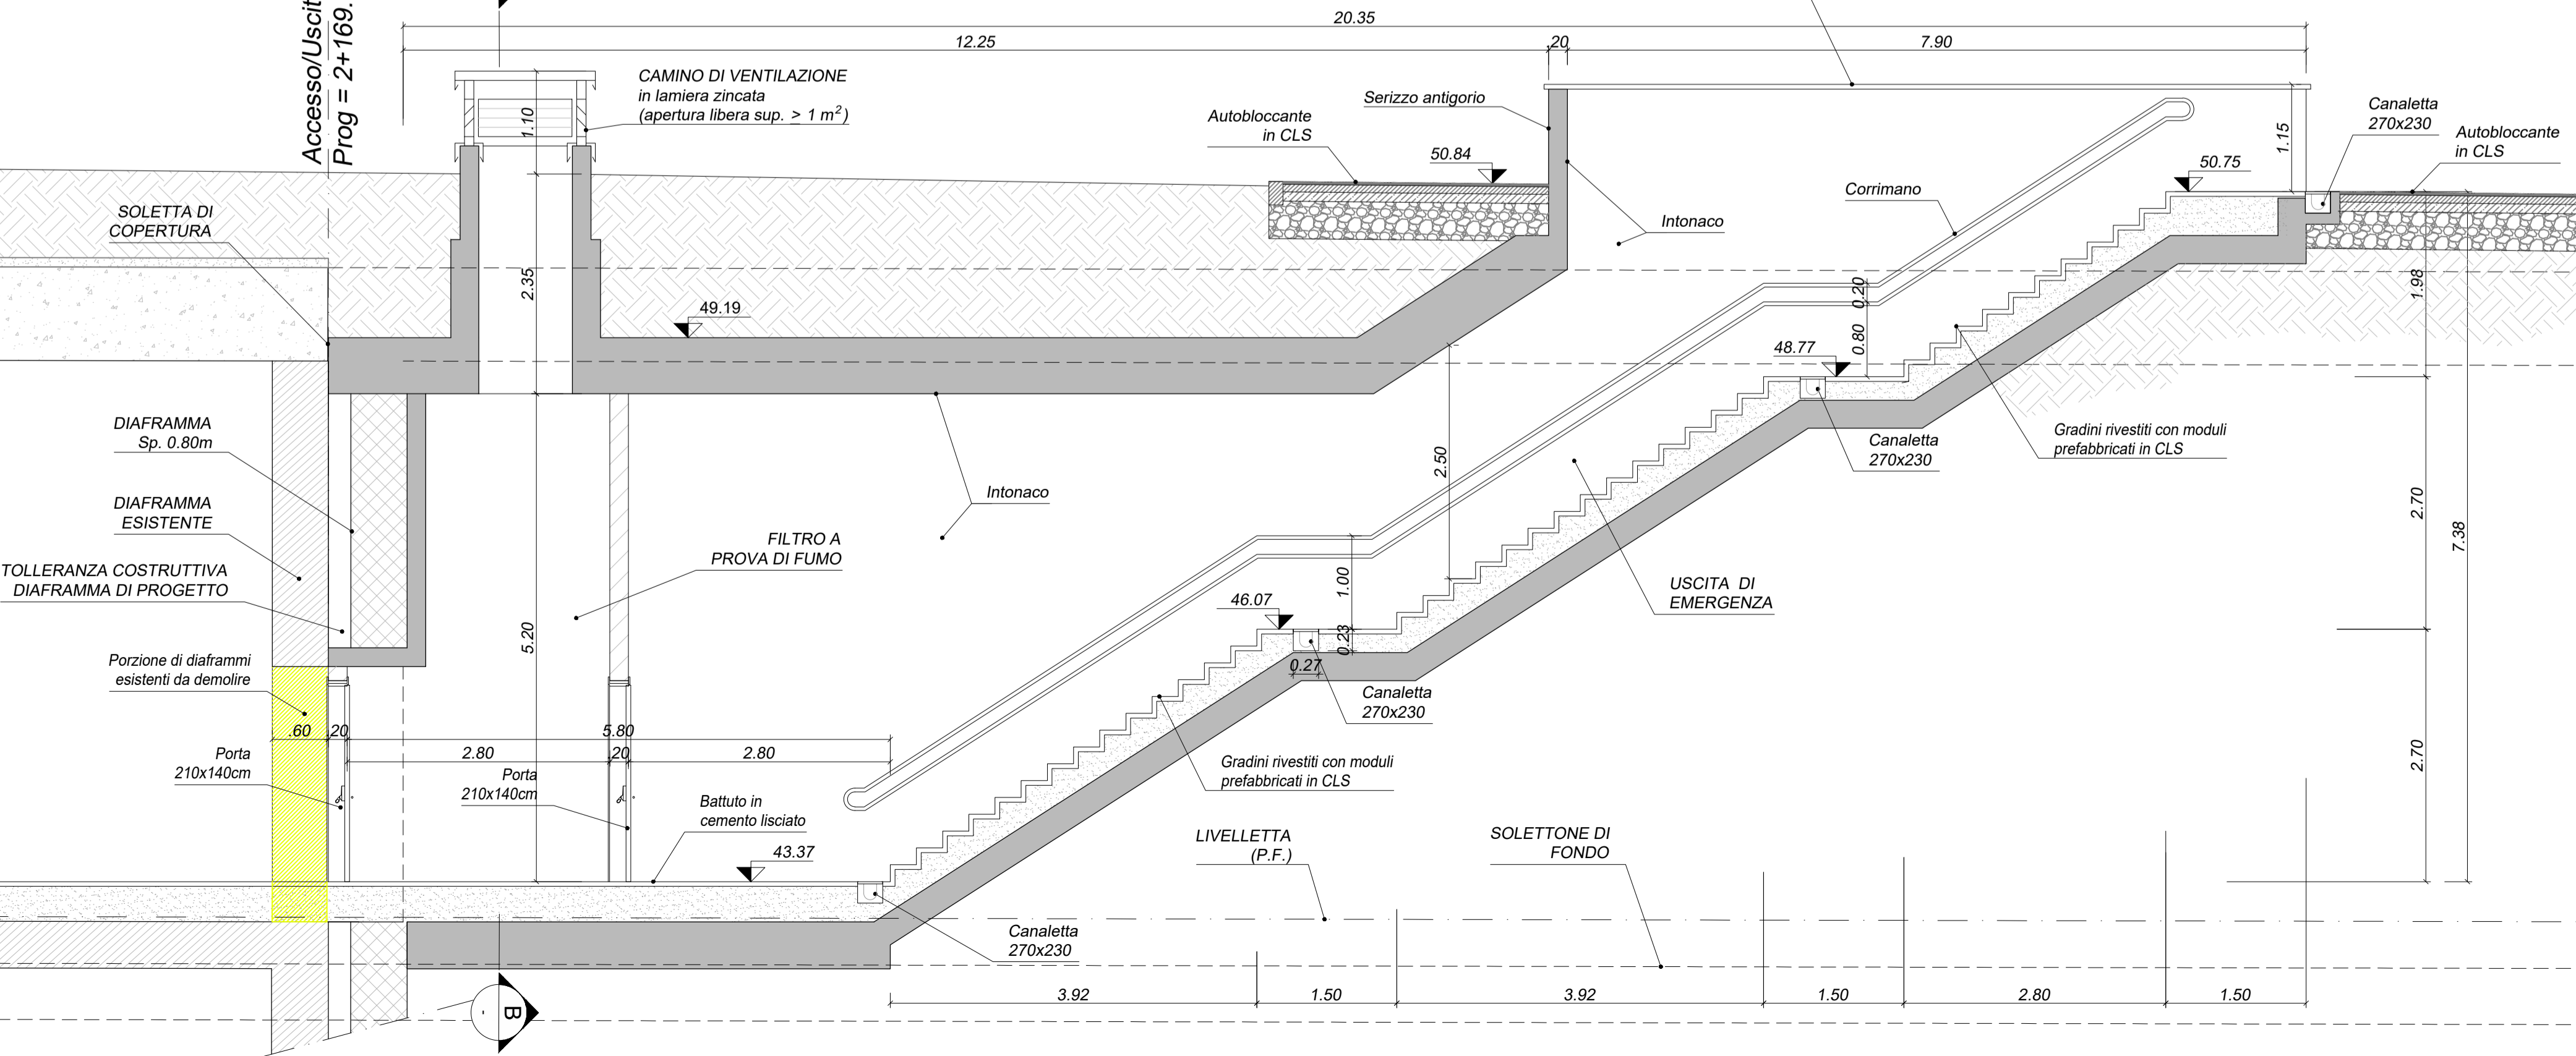 Accesso/Uscit
Prog = 2+169.
20.35
12.25
.20
7.90
CAMINO DI VENTILAZIONE
in lamiera zincata
(apertura libera sup. ≥ 1 m²)
1.10
Serizzo antigorio
Autobloccante
in CLS
50.84
Canaletta
270x230
Autobloccante
in CLS
1.15
50.75
Corrimano
Intonaco
SOLETTA DI
COPERTURA
2.35
49.19
0.20
0.80
48.77
1.98
DIAFRAMMA
Sp. 0.80m
Canaletta
270x230
Gradini rivestiti con moduli
prefabbricati in CLS
2.50
Intonaco
DIAFRAMMA
ESISTENTE
2.70
7.38
FILTRO A
PROVA DI FUMO
TOLLERANZA COSTRUTTIVA
DIAFRAMMA DI PROGETTO
1.00
46.07
USCITA DI
EMERGENZA
5.20
0.23
0.27
Porzione di diaframmi
esistenti da demolire
Canaletta
270x230
.60
.20
5.80
2.80
.20
2.80
Porta
210x140cm
Porta
210x140cm
Gradini rivestiti con moduli
prefabbricati in CLS
2.70
Battuto in
cemento lisciato
43.37
LIVELLETTA
(P.F.)
SOLETTONE DI
FONDO
Canaletta
270x230
3.92
1.50
3.92
1.50
2.80
1.50
B
-